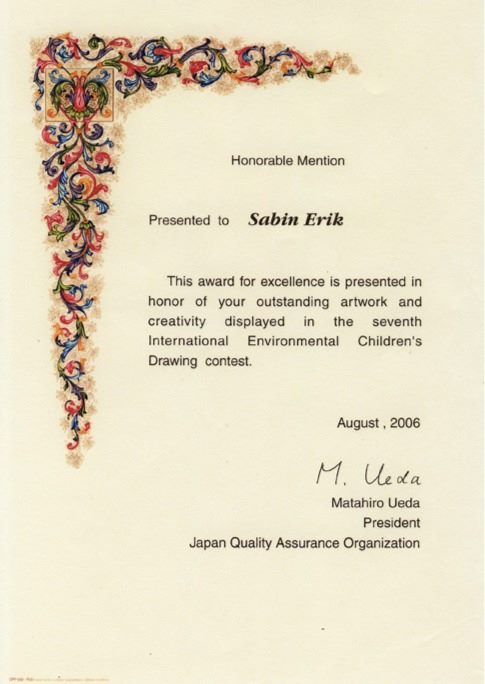 Honorable Mention
Presented to Sabin Erik
This award for excellence is presented in
honor of your outstanding artwork and
creativity displayed in the seventh
International Environmental Children's
Drawing contest.
August , 2006
M. Ueda
Matahiro Ueda
President
Japan Quality Assurance Organization